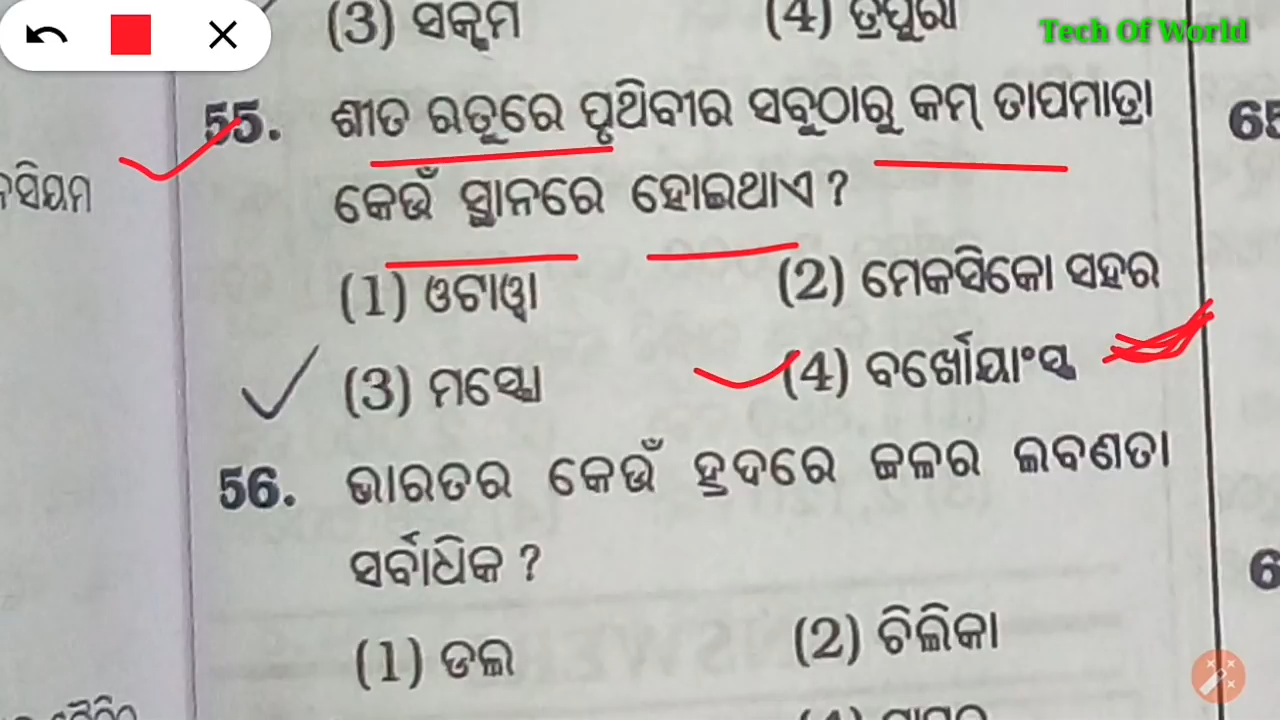 (3) ସକ୍କମ (4) ତ୍ରିପୁରା
Tech Of World
55. ଶୀତ ଋତୁରେ ପୃଥିବୀର ସବୁଠାରୁ କମ୍ ତାପମାତ୍ରା
କେଉଁ ସ୍ଥାନରେ ହୋଇଥାଏ ?
(1) ଓଟାୱା (2) ମେକସିକୋ ସହର
(3) ମସ୍କୋ (4) ବର୍ଖୋୟାଂସ୍କ
56. ଭାରତର କେଉଁ ହ୍ରଦରେ ଜଳର ଲବଣତା
ସର୍ବାଧିକ ?
(1) ଡଲ (2) ଚିଲିକା